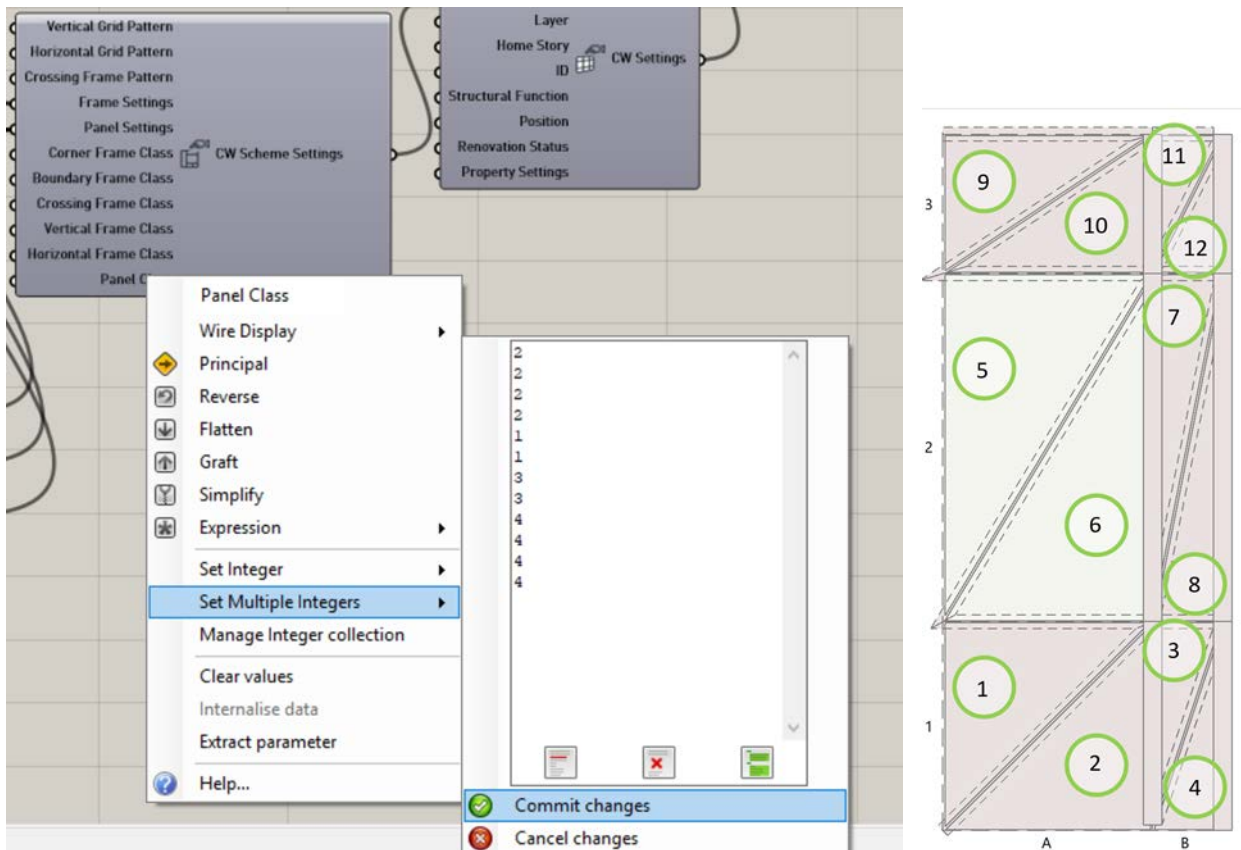 Vertical Grid Pattern
Horizontal Grid Pattern
Crossing Frame Pattern
Frame Settings
Panel Settings
Corner Frame Class
Boundary Frame Class
Crossing Frame Class
Vertical Frame Class
Horizontal Frame Class
Panel C
CW Scheme Settings
Layer
Home Story
ID
Structural Function
Position
Renovation Status
Property Settings
CW Settings
Panel Class
Wire Display
Principal
Reverse
Flatten
Graft
Simplify
Expression
Set Integer
Set Multiple Integers
Manage Integer collection
Clear values
Internalise data
Extract parameter
Help...
2
2
2
2
1
1
3
3
4
4
4
4
Commit changes
Cancel changes
11
9
3
10
12
7
5
2
6
8
3
1
1
2
4
A B